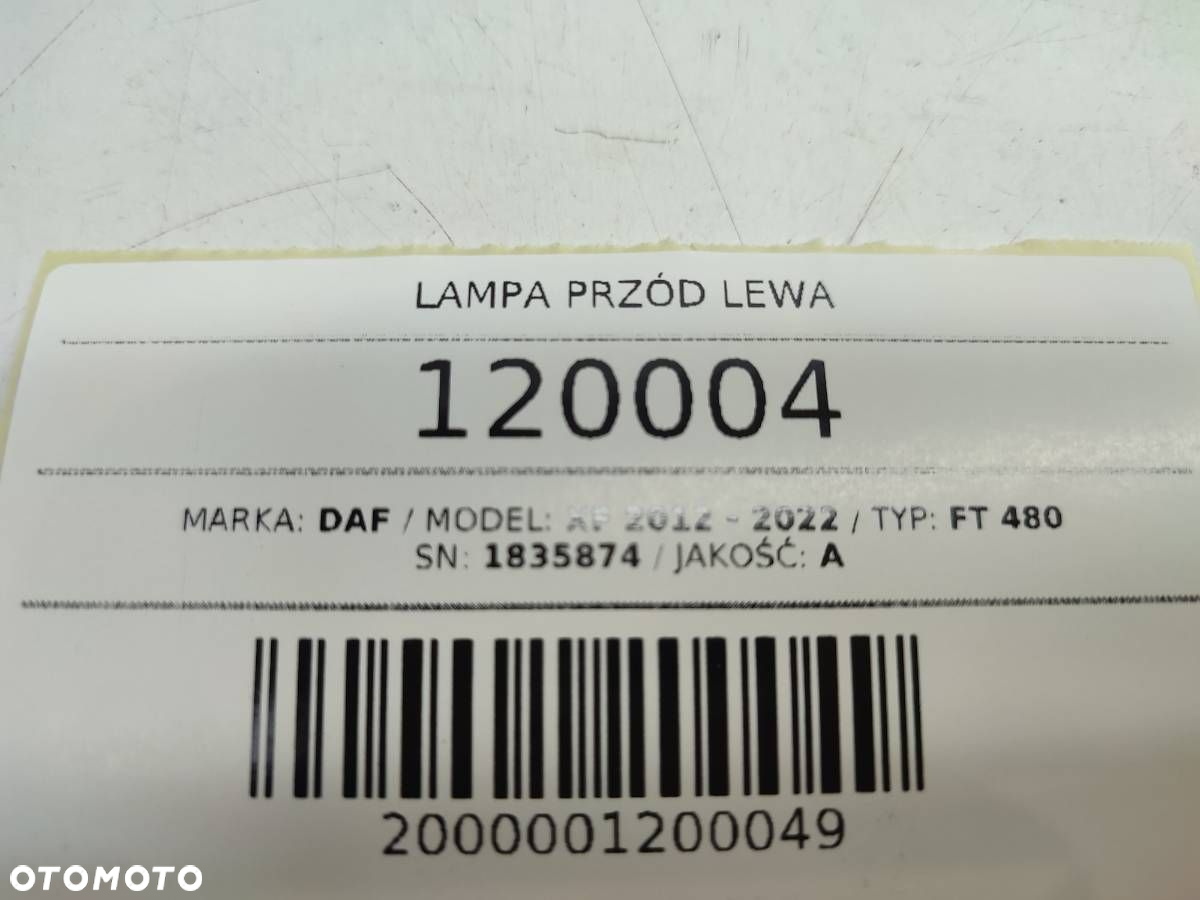 LAMPA PRZÓD LEWA
120004
MARKA: DAF / MODEL: XF 2012 - 2022 / TYP: FT 480
SN: 1835874 / JAKOŚĆ: A
2000001200049
OTOMOTO